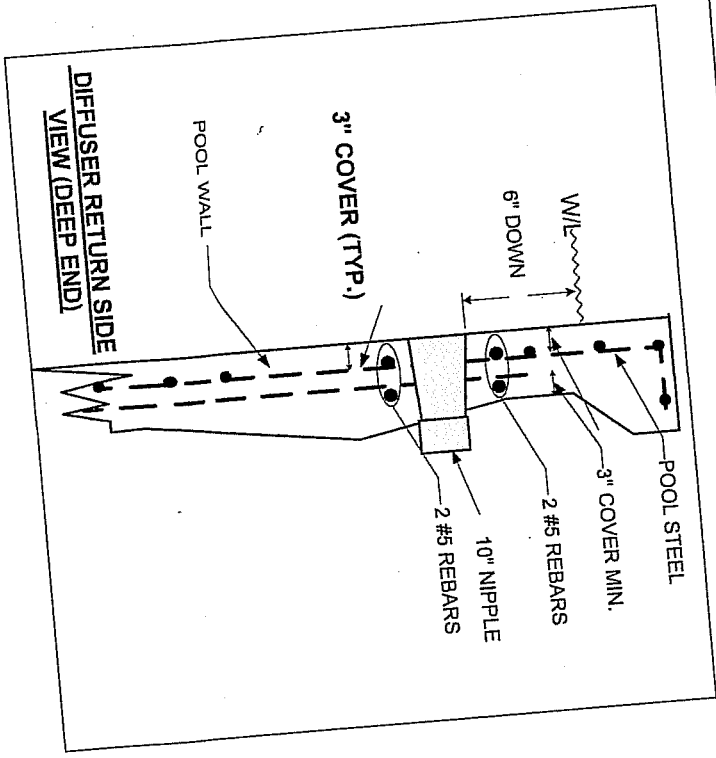 W/L
6" DOWN
3" COVER (TYP.)
POOL WALL
DIFFUSER RETURN SIDE
VIEW (DEEP END)
POOL STEEL
3" COVER MIN.
2 #5 REBARS
10" NIPPLE
2 #5 REBARS